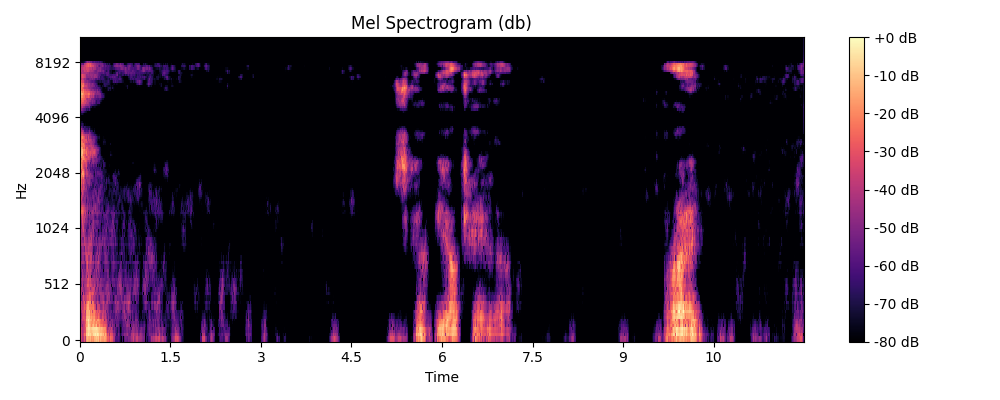 Mel Spectrogram (db)
Hz
8192
4096
2048
1024
512
0
0 1.5 3 4.5 6 7.5 9 10
Time
+0 dB
-10 dB
-20 dB
-30 dB
-40 dB
-50 dB
-60 dB
-70 dB
-80 dB